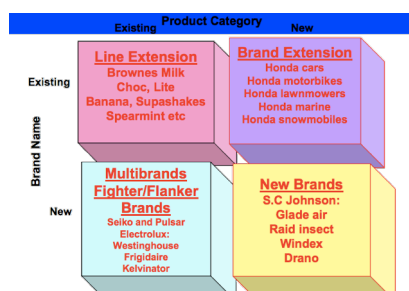 Product Category
Existing
New
Brand Name
Existing
Line Extension
Brownes Milk
Choc, Lite
Banana, Supashakes
Spearmint etc
Brand Extension
Honda cars
Honda motorbikes
Honda lawnmowers
Honda marine
Honda snowmobiles
New
Multibrands
Fighter/Flanker
Brands
Seiko and Pulsar
Electrolux:
Westinghouse
Frigidaire
Kelvinator
New Brands
S.C Johnson:
Glade air
Raid insect
Windex
Drano